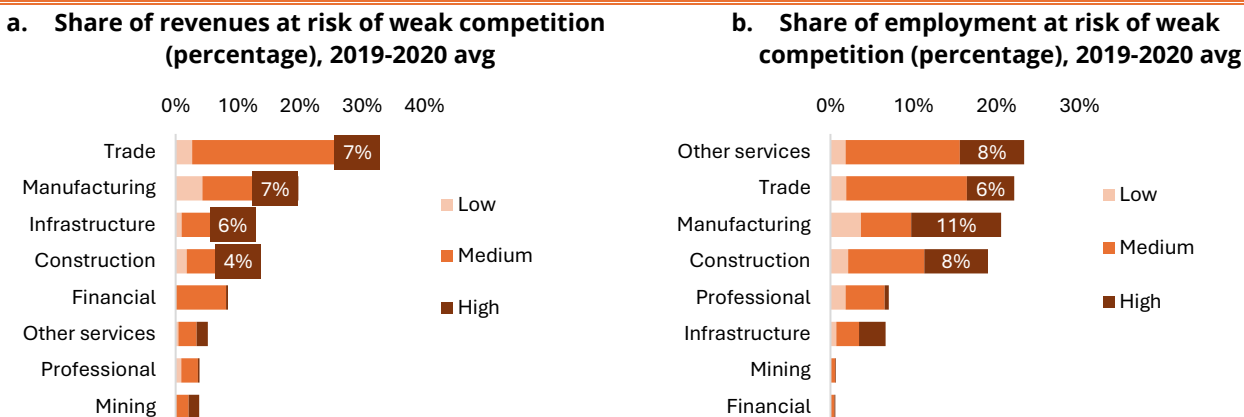 a. Share of revenues at risk of weak competition
(percentage), 2019-2020 avg
0% 10% 20% 30% 40%
Trade 7%
Manufacturing 7%
Infrastructure 6%
Construction 4%
Financial
Other services
Professional
Mining
Low
Medium
High
b. Share of employment at risk of weak
competition (percentage), 2019-2020 avg
0% 10% 20% 30%
Other services 8%
Trade 6%
Manufacturing 11%
Construction 8%
Professional
Infrastructure
Mining
Financial
Low
Medium
High